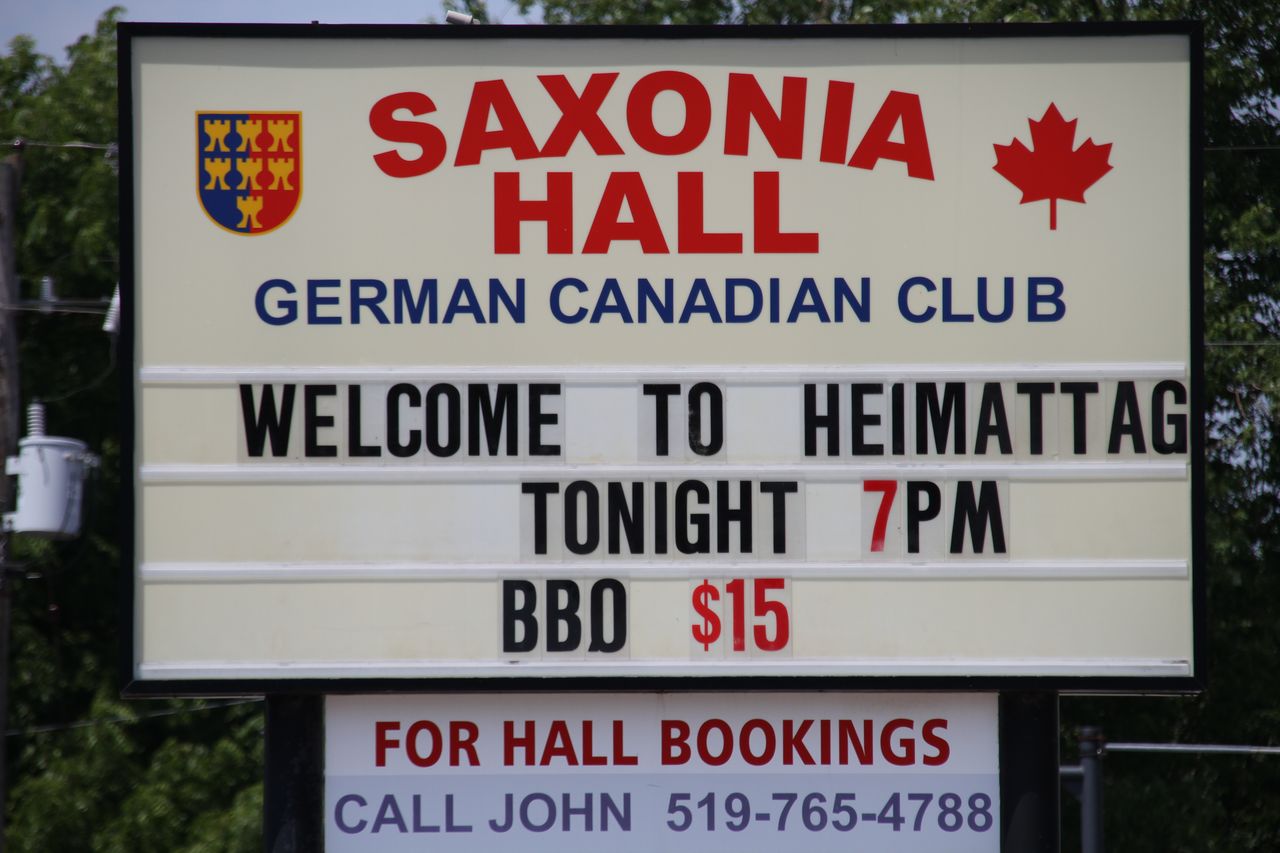 SAXONIA
HALL
GERMAN CANADIAN CLUB
WELCOME TO HEIMATTAG
TONIGHT 7PM
BBQ $15
FOR HALL BOOKINGS
CALL JOHN 519-765-4788